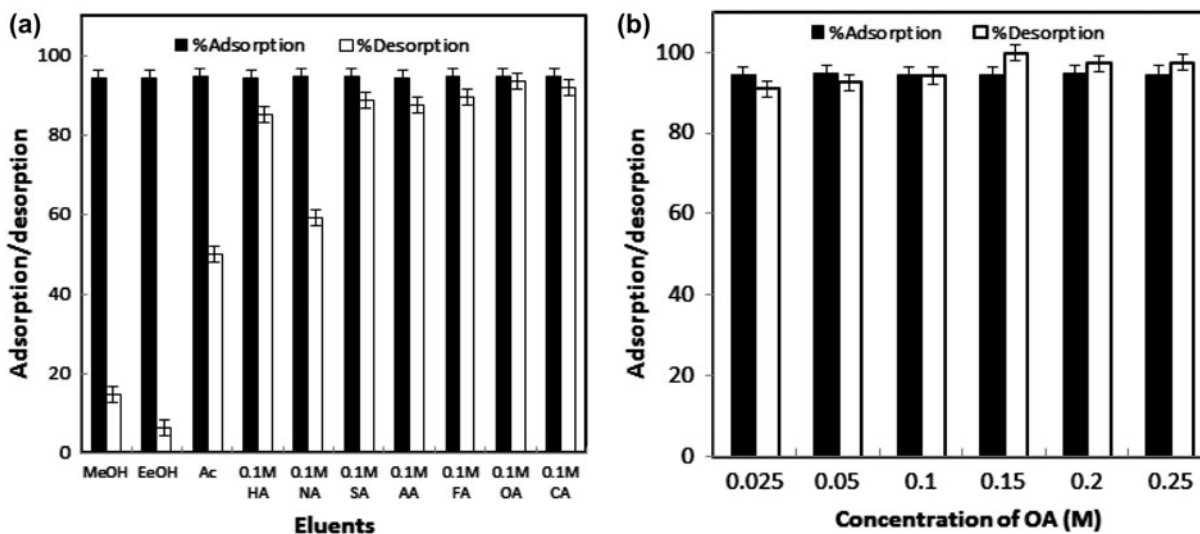 (a)
%Adsorption %Desorption
100
80
60
40
20
0
Adsorption/desorption
MeOH EeOH Ac 0.1M 0.1M 0.1M 0.1M 0.1M 0.1M 0.1M
HA NA SA AA FA OA CA
Eluents
(b)
%Adsorption %Desorption
100
80
60
40
20
0
Adsorption/desorption
0.025 0.05 0.1 0.15 0.2 0.25
Concentration of OA (M)